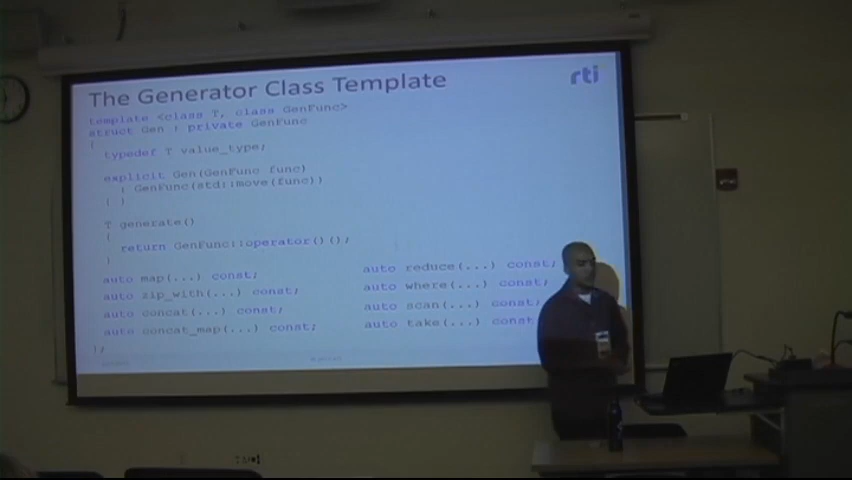 The Generator Class Template
rti
template <class T, class GenFunc>
struct Gen : private GenFunc
{
typedef T value_type;
explicit Gen(GenFunc func)
: GenFunc(std::move(func))
{ }
T generate()
{
return GenFunc::operator()();
}
auto map(...) const;
auto zip_with(...) const;
auto concat(...) const;
auto concat_map(...) const;
auto reduce(...) const;
auto where(...) const;
auto scan(...) const;
auto take(...) const
};